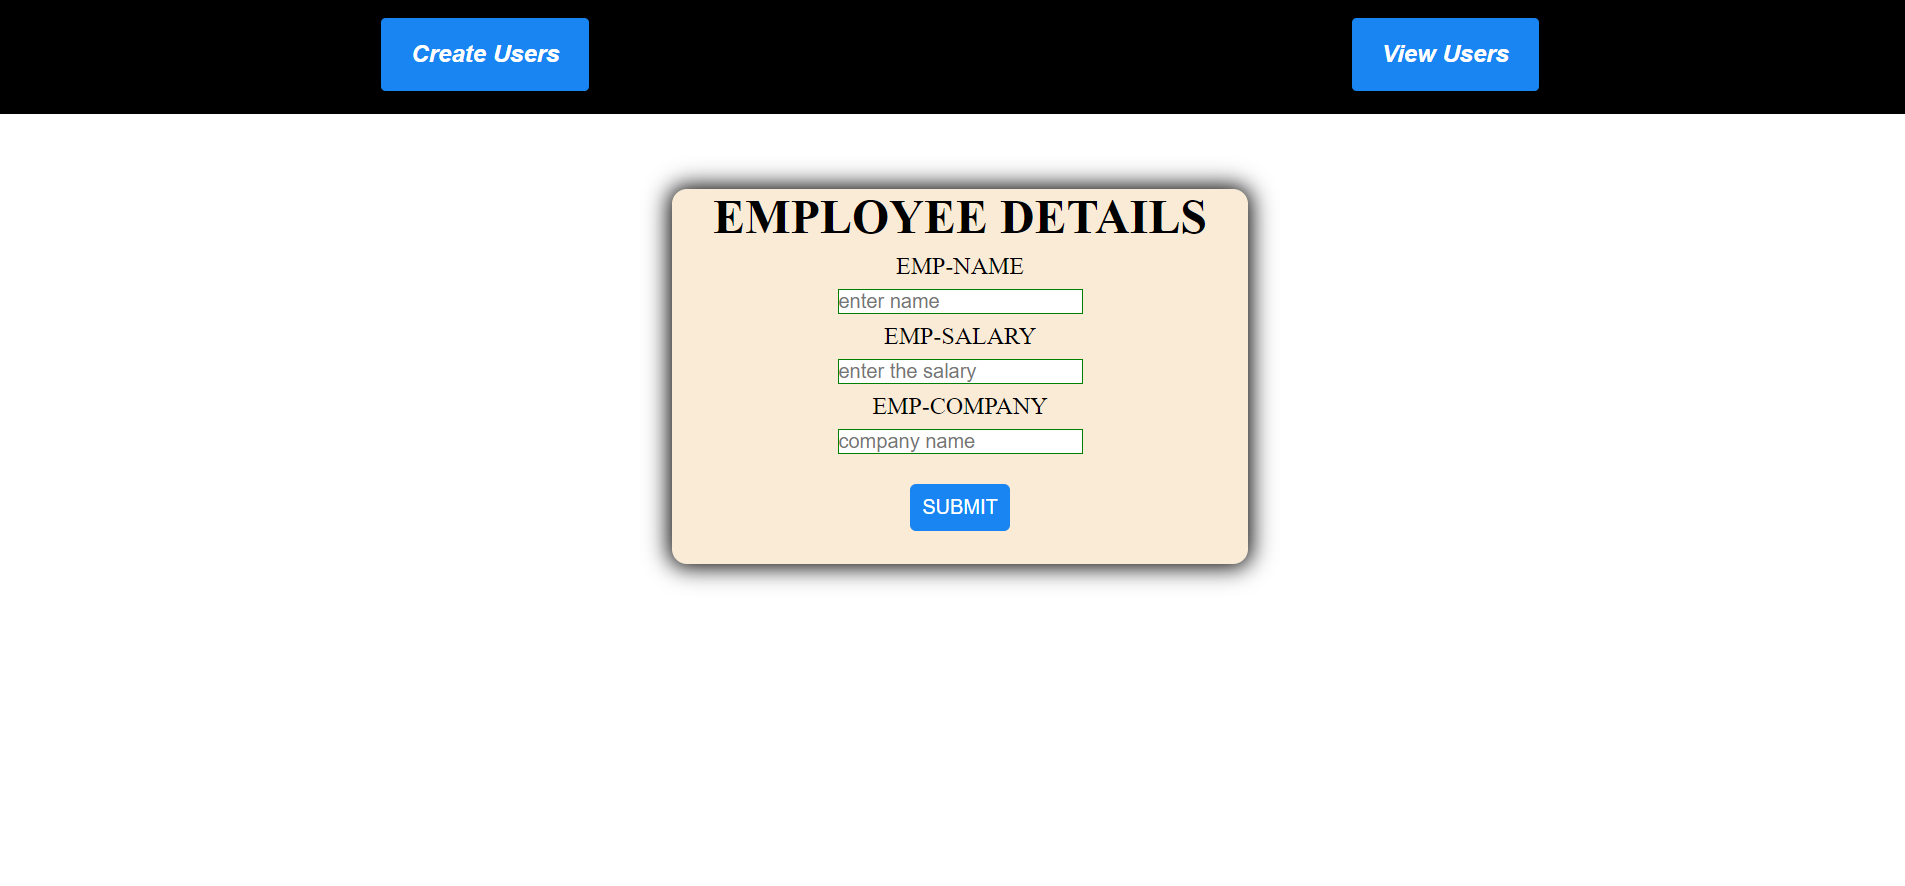 Create Users
View Users
EMPLOYEE DETAILS
EMP-NAME
enter name
EMP-SALARY
enter the salary
EMP-COMPANY
company name
SUBMIT